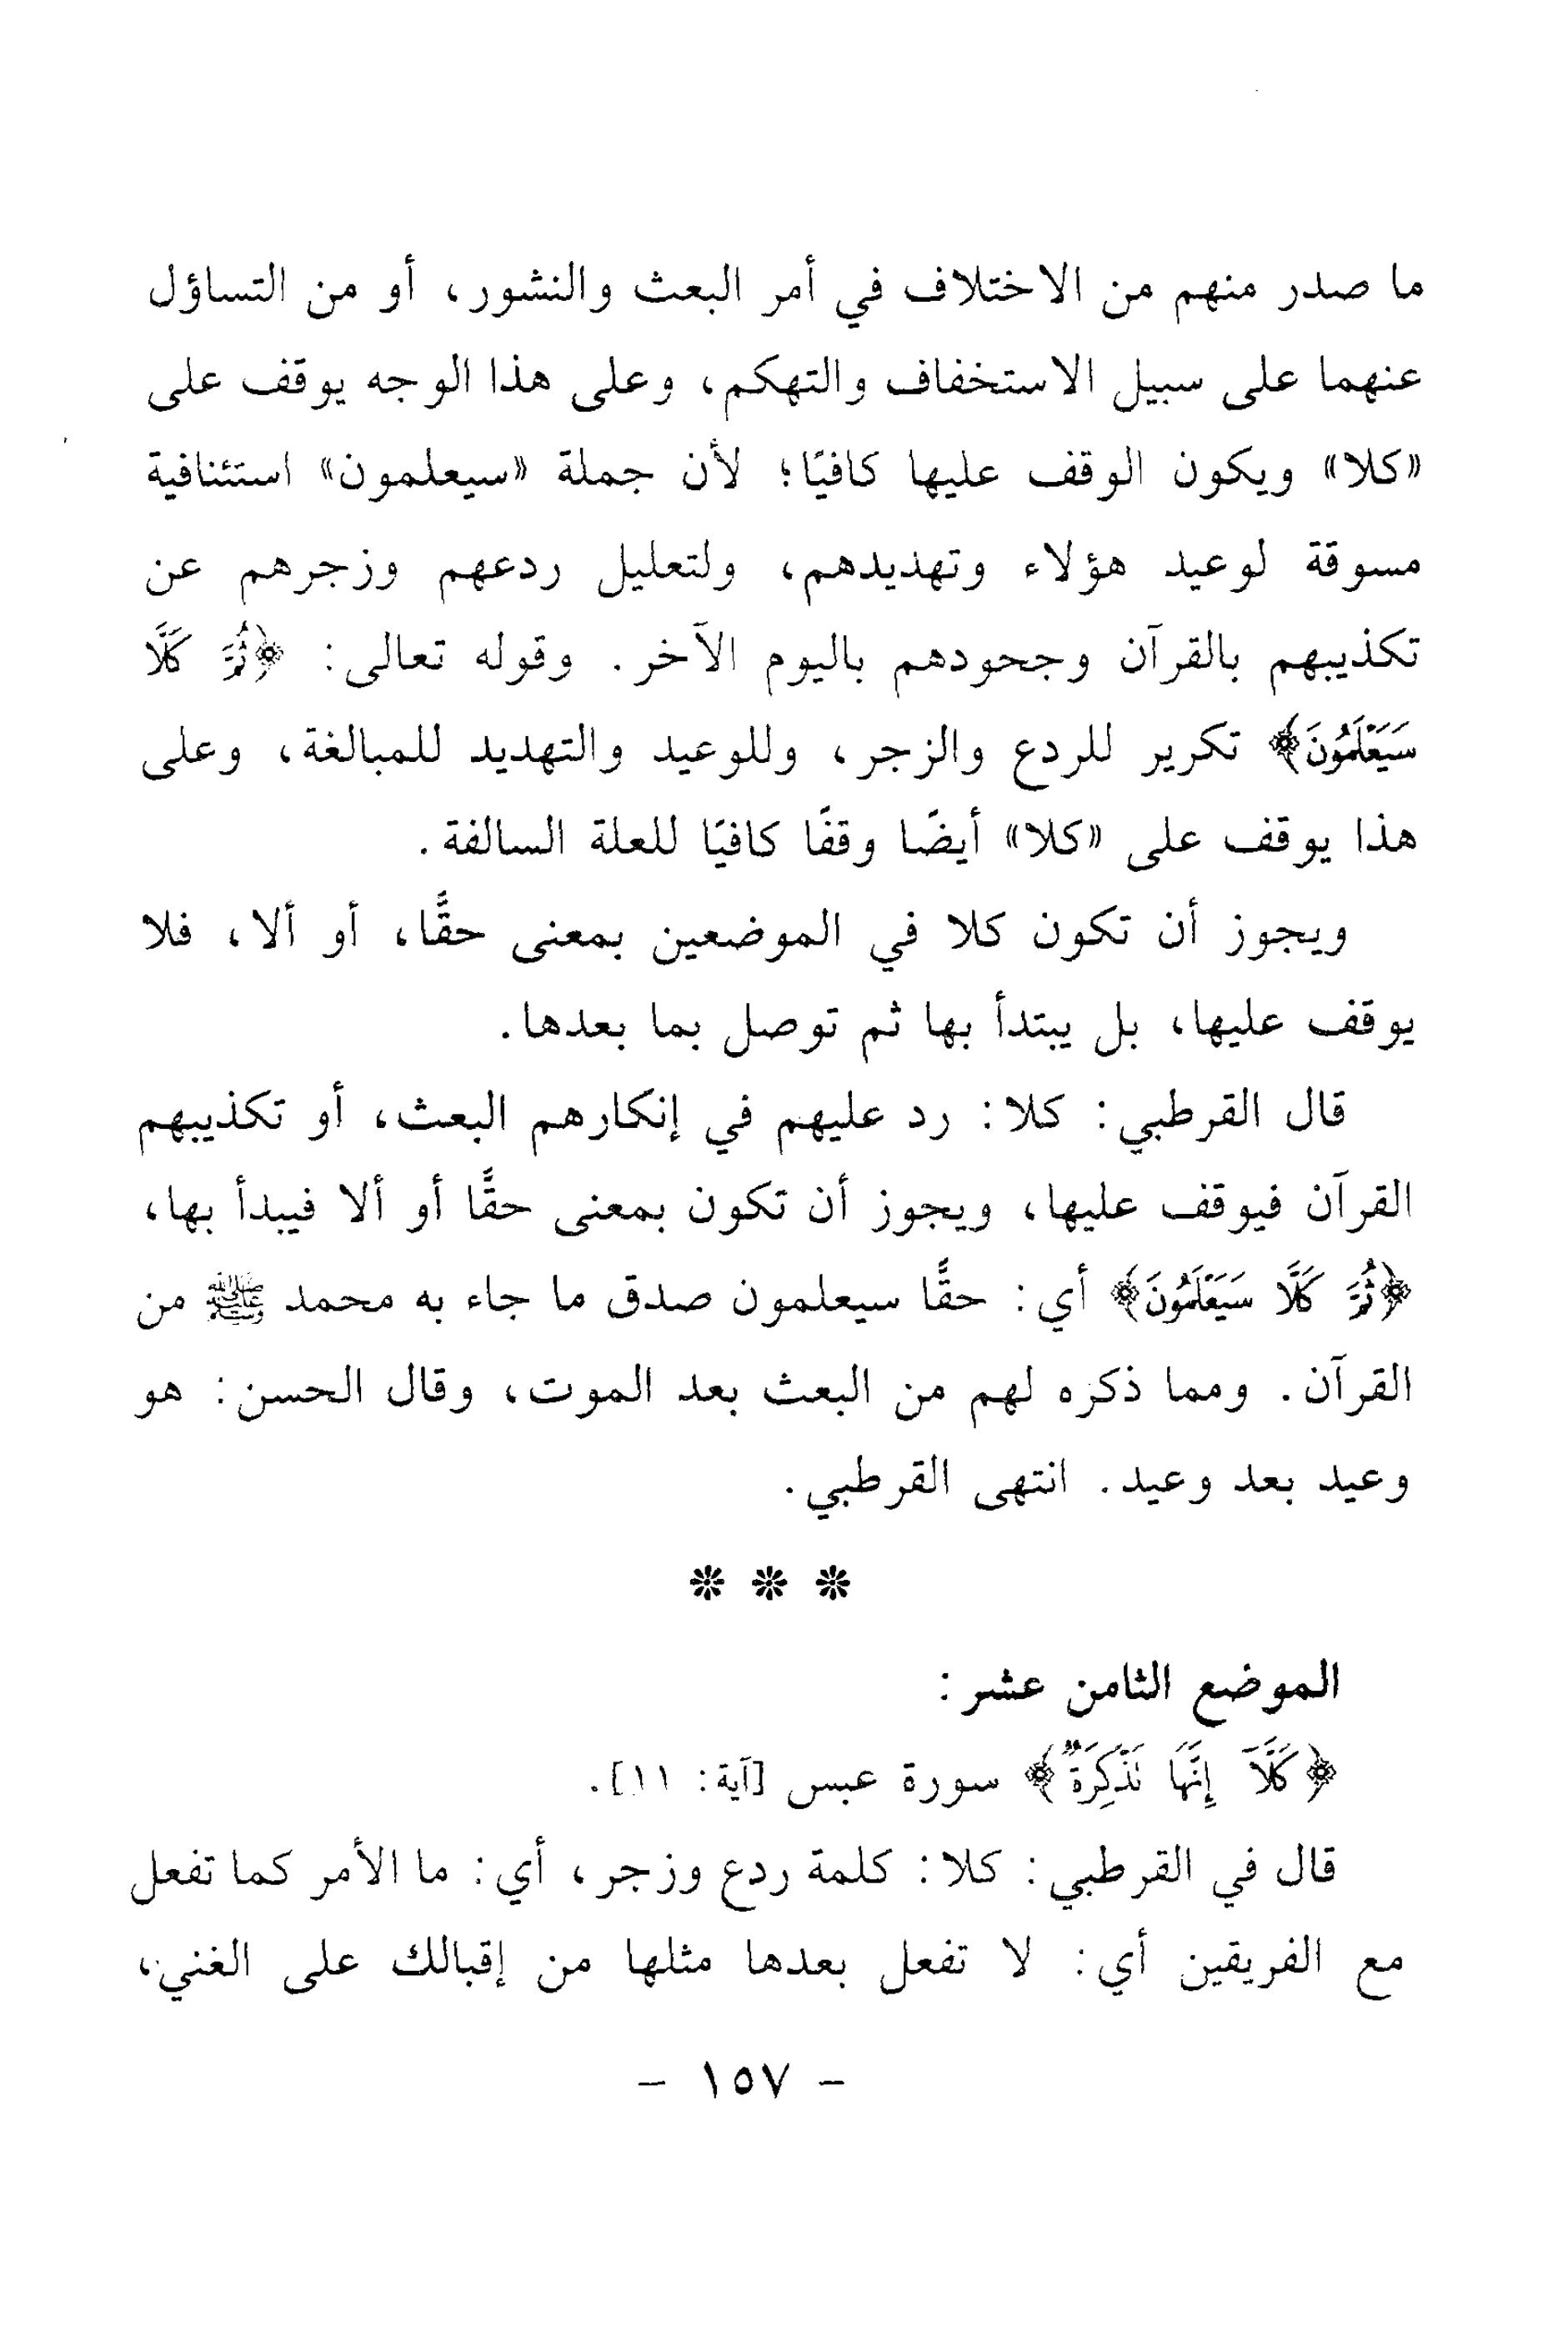 ما صدر منهم من الاختلاف في أمر البعث والنشور، أو من التساؤل
عنهما على سبيل الاستخفاف والتهكم، وعلى هذا الوجه يوقف على
«كلا» ويكون الوقف عليها كافيًا؛ لأن جملة «سيعلمون» استئنافية
مسوقة لوعيد هؤلاء وتهديدهم، ولتعليل ردعهم وزجرهم عن
تكذيبهم بالقرآن وجحودهم باليوم الآخر. وقوله تعالى: ﴿ثُمَّ كَلَّا
سَيَعْلَمُونَ﴾ تكرير للردع والزجر، وللوعيد والتهديد للمبالغة، وعلى
هذا يوقف على «كلا» أيضًا وقفًا كافيًا للعلة السالفة.
ويجوز أن تكون كلا في الموضعين بمعنى حقًّا، أو ألا، فلا
يوقف عليها، بل يبتدأ بها ثم توصل بما بعدها.
قال القرطبي: كلا: رد عليهم في إنكارهم البعث، أو تكذيبهم
القرآن فيوقف عليها، ويجوز أن تكون بمعنى حقًّا أو ألا فيبدأ بها،
﴿ثُمَّ كَلَّا سَيَعْلَمُونَ﴾ أي: حقًّا سيعلمون صدق ما جاء به محمد ﷺ من
القرآن. ومما ذكره لهم من البعث بعد الموت، وقال الحسن: هو
وعيد بعد وعيد. انتهى القرطبي.
❊ ❊ ❊
الموضع الثامن عشر:
﴿كَلَّآ إِنَّهَا تَذْكِرَةٌ﴾ سورة عبس [آية: ١١].
قال في القرطبي: كلا: كلمة ردع وزجر، أي: ما الأمر كما تفعل
مع الفريقين أي: لا تفعل بعدها مثلها من إقبالك على الغني،
- ١٥٧ -